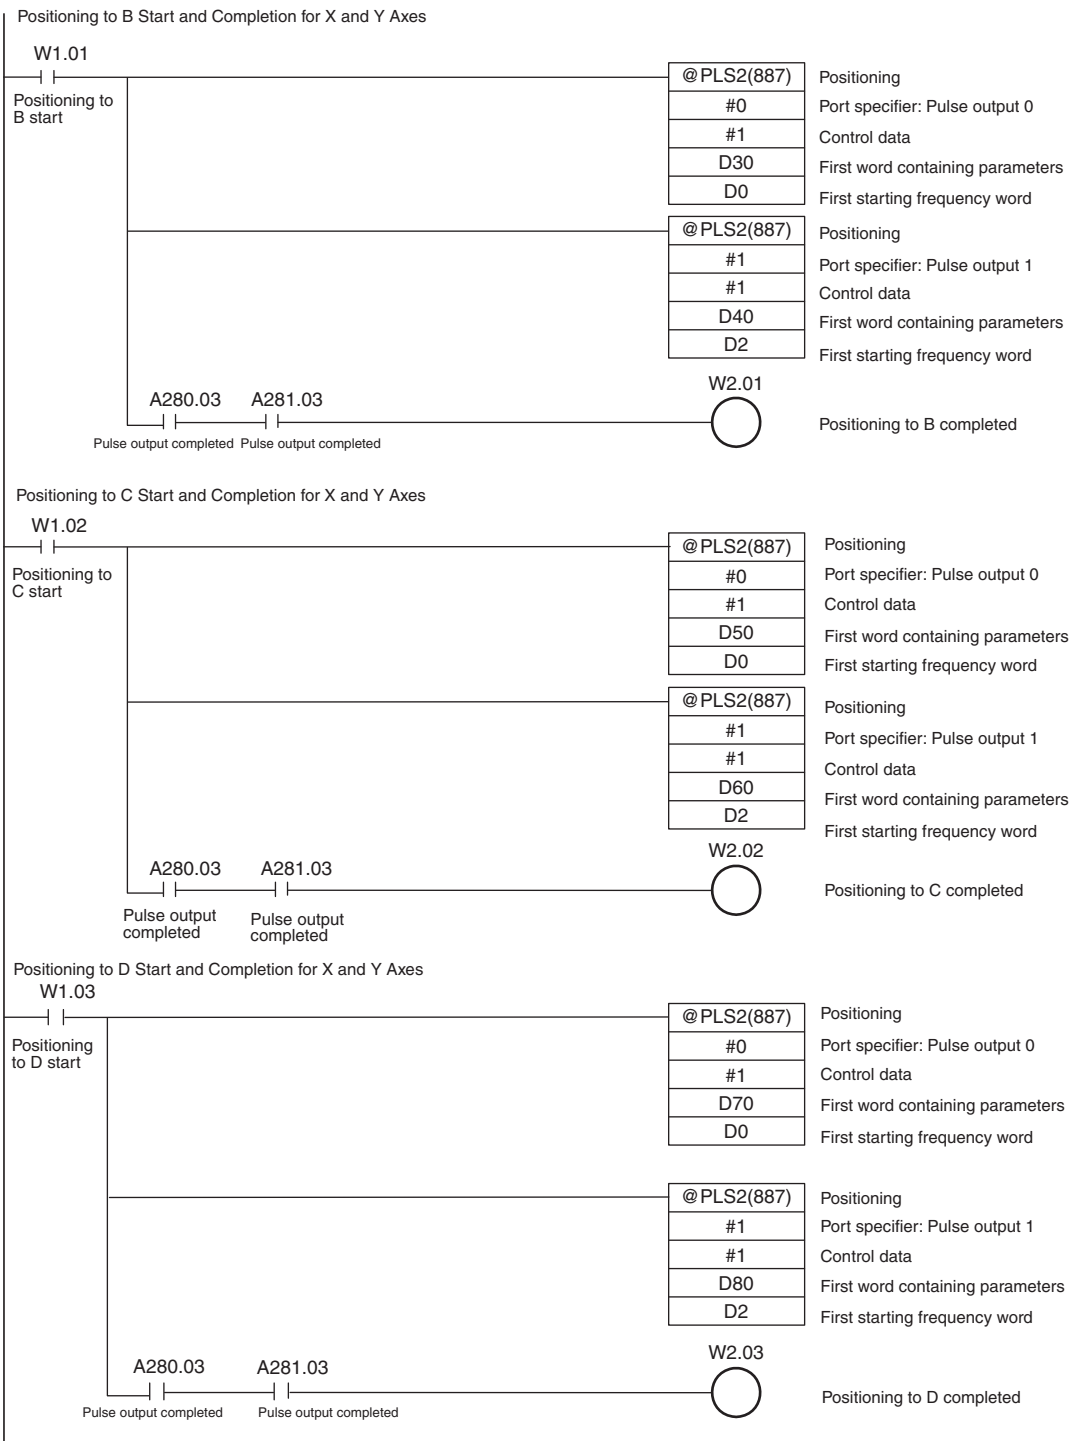 Positioning to B Start and Completion for X and Y Axes
W1.01
Positioning to
B start
@PLS2(887) Positioning
#0 Port specifier: Pulse output 0
#1 Control data
D30 First word containing parameters
D0 First starting frequency word
@PLS2(887) Positioning
#1 Port specifier: Pulse output 1
#1 Control data
D40 First word containing parameters
D2 First starting frequency word
W2.01
A280.03 A281.03
Positioning to B completed
Pulse output completed Pulse output completed
Positioning to C Start and Completion for X and Y Axes
W1.02
Positioning to
C start
@PLS2(887) Positioning
#0 Port specifier: Pulse output 0
#1 Control data
D50 First word containing parameters
D0 First starting frequency word
@PLS2(887) Positioning
#1 Port specifier: Pulse output 1
#1 Control data
D60 First word containing parameters
D2 First starting frequency word
W2.02
A280.03 A281.03
Positioning to C completed
Pulse output
completed
Pulse output
completed
Positioning to D Start and Completion for X and Y Axes
W1.03
Positioning
to D start
@PLS2(887) Positioning
#0 Port specifier: Pulse output 0
#1 Control data
D70 First word containing parameters
D0 First starting frequency word
@PLS2(887) Positioning
#1 Port specifier: Pulse output 1
#1 Control data
D80 First word containing parameters
D2 First starting frequency word
W2.03
A280.03 A281.03
Positioning to D completed
Pulse output completed Pulse output completed